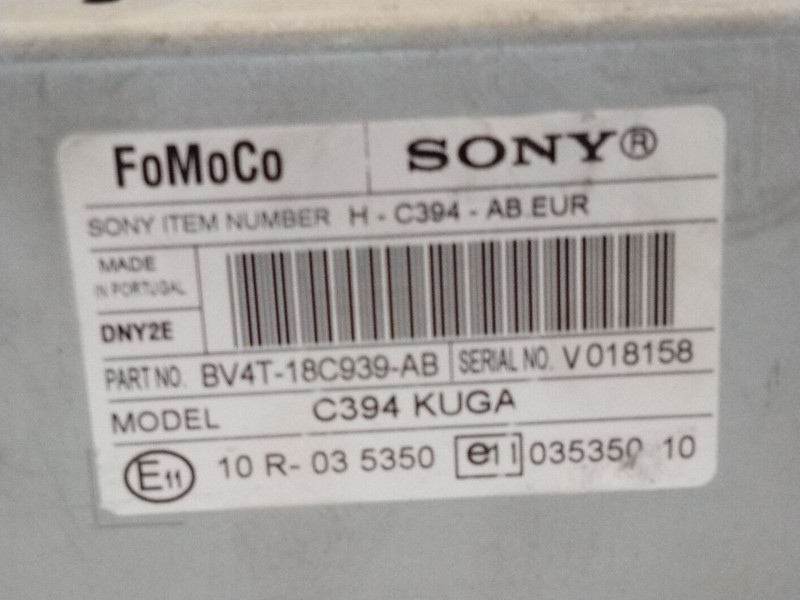 FoMoCo SONY®
SONY ITEM NUMBER H - C394 - AB.EUR
MADE
IN PORTUGAL
DNY2E
PART NO. BV4T-18C939-AB SERIAL NO. V018158
MODEL C394 KUGA
E11 10 R- 03 5350 e11 035350 10